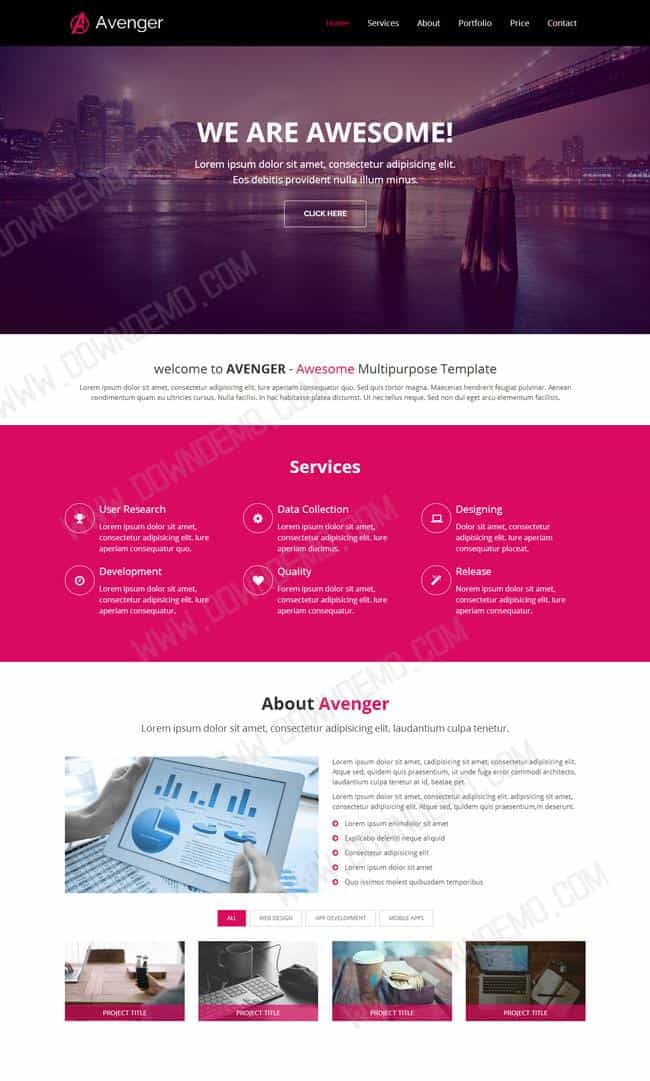 Avenger
Home Services About Portfolio Price Contact
WE ARE AWESOME!
Lorem ipsum dolor sit amet, consectetur adipisicing elit.
Eos debitis provident nulla illum minus.
CLICK HERE
welcome to AVENGER - Awesome Multipurpose Template
Lorem ipsum dolor sit amet, consectetur adipisicing elit. Iure aperiam consequatur quo. Sed quis tortor magna. Maecenas hendrerit feugiat pulvinar. Aenean
condimentum quam eu ultricies cursus. Nulla facilisi. In hac habitasse platea dictumst. Ut nec tellus neque. Sed non dui eget arcu elementum facilisis.
Services
User Research
Lorem ipsum dolor sit amet,
consectetur adipisicing elit. Iure
aperiam consequatur quo.
Data Collection
Lorem ipsum dolor sit amet,
consectetur adipisicing elit. Iure
aperiam ducimus.
Designing
Dolor sit amet, consectetur
adipisicing elit. Iure aperiam
consequatur placeat.
Development
Lorem ipsum dolor sit amet,
consectetur adipisicing elit. Iure
aperiam consequatur.
Quality
Forem ipsum dolor sit amet,
consectetur adipisicing elit. Iure
aperiam consequatur.
Release
Norem ipsum dolor sit amet,
consectetur adipisicing elit. Iure
aperiam consequatur.
About Avenger
Lorem ipsum dolor sit amet, consectetur adipisicing elit, laudantium culpa tenetur.
Lorem ipsum dolor sit amet, cadipisicing sit amet, consectetur adipisicing elit.
Atque sed, quidem quis praesentium, ut unde fuga error commodi architecto,
laudantium culpa tenetur at id, beatae pet.
Lorem ipsum dolor sit amet, consectetur adipisicing elit. adipisicing sit amet,
consectetur adipisicing elit. Atque sed, quidem quis praesentium,m deserunt.
Lorem ipsum enimdolor sit amet
Explicabo deleniti neque aliquid
Consectetur adipisicing elit
Lorem ipsum dolor sit amet
Quo issimos molest quibusdam temporibus
ALL WEB DESIGN APP DEVELOPMENT MOBILE APPS
PROJECT TITLE PROJECT TITLE PROJECT TITLE PROJECT TITLE
WWW.DOWNDEMO.COM